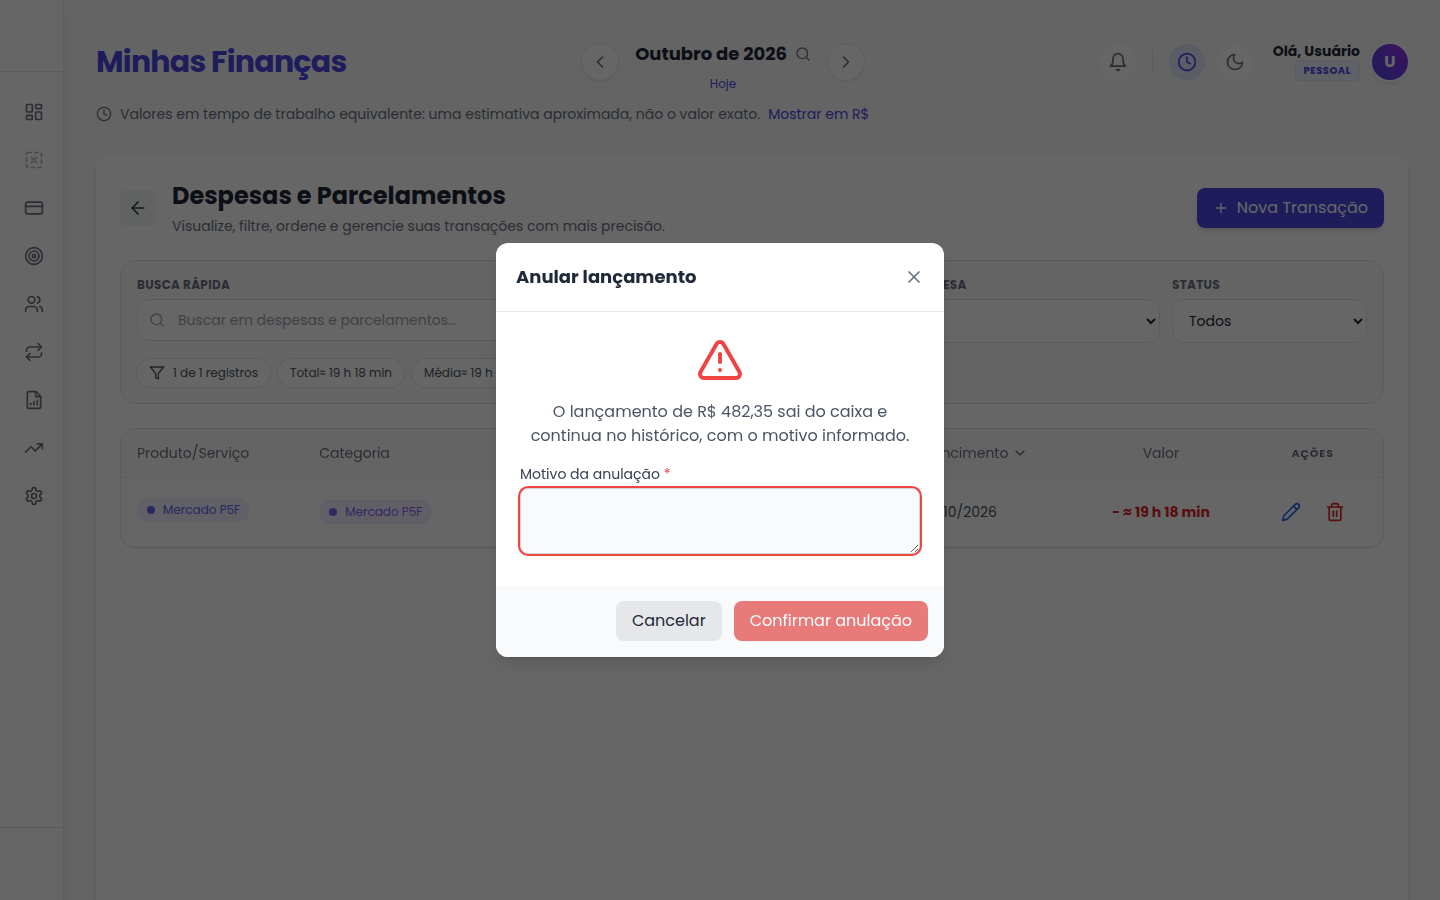 Minhas Finanças
Outubro de 2026
Hoje
Olá, Usuário
PESSOAL
U
Valores em tempo de trabalho equivalente: uma estimativa aproximada, não o valor exato. Mostrar em R$
Despesas e Parcelamentos
Visualize, filtre, ordene e gerencie suas transações com mais precisão.
+ Nova Transação
BUSCA RÁPIDA
STATUS
Buscar em despesas e parcelamentos...
Todos
1 de 1 registros
Total≈ 19 h 18 min
Média≈ 19 h
Produto/Serviço
Categoria
Valor
AÇÕES
Mercado P5F
Mercado P5F
10/2026
- ≈ 19 h 18 min
Anular lançamento
O lançamento de R$ 482,35 sai do caixa e
continua no histórico, com o motivo informado.
Motivo da anulação *
Cancelar
Confirmar anulação